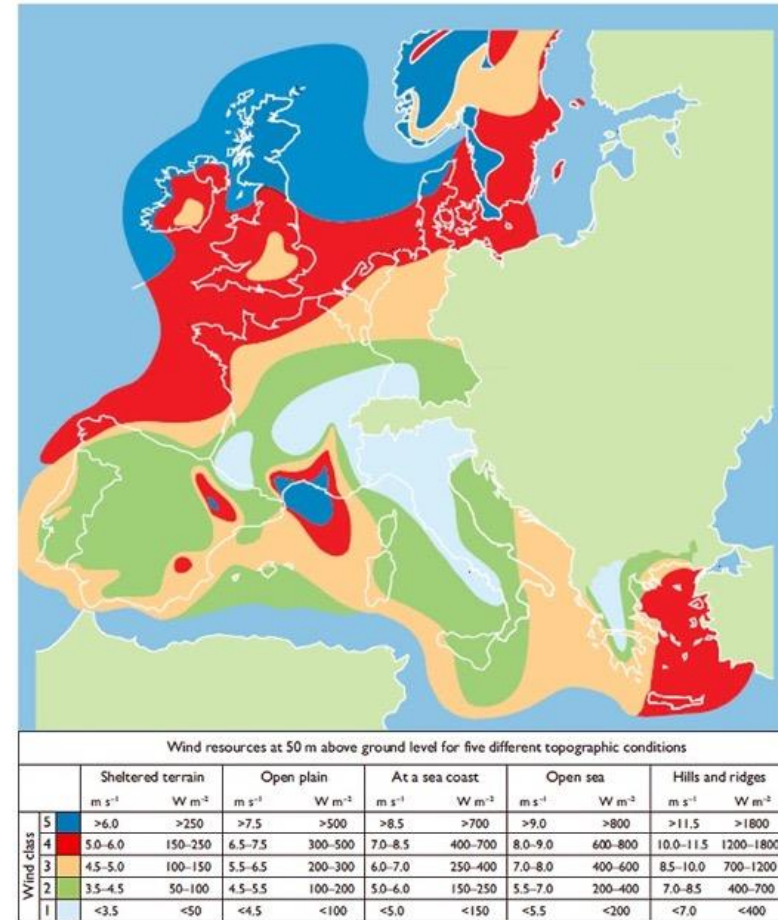 Wind resources at 50 m above ground level for five different topographic conditions
Sheltered terrain Open plain At a sea coast Open sea Hills and ridges
m s⁻¹ W m⁻² m s⁻¹ W m⁻² m s⁻¹ W m⁻² m s⁻¹ W m⁻² m s⁻¹ W m⁻²
Wind class
5 >6.0 >250 >7.5 >500 >8.5 >700 >9.0 >800 >11.5 >1800
4 5.0–6.0 150–250 6.5–7.5 300–500 7.0–8.5 400–700 8.0–9.0 600–800 10.0–11.5 1200–1800
3 4.5–5.0 100–150 5.5–6.5 200–300 6.0–7.0 250–400 7.0–8.0 400–600 8.5–10.0 700–1200
2 3.5–4.5 50–100 4.5–5.5 100–200 5.0–6.0 150–250 5.5–7.0 200–400 7.0–8.5 400–700
1 <3.5 <50 <4.5 <100 <5.0 <150 <5.5 <200 <7.0 <400